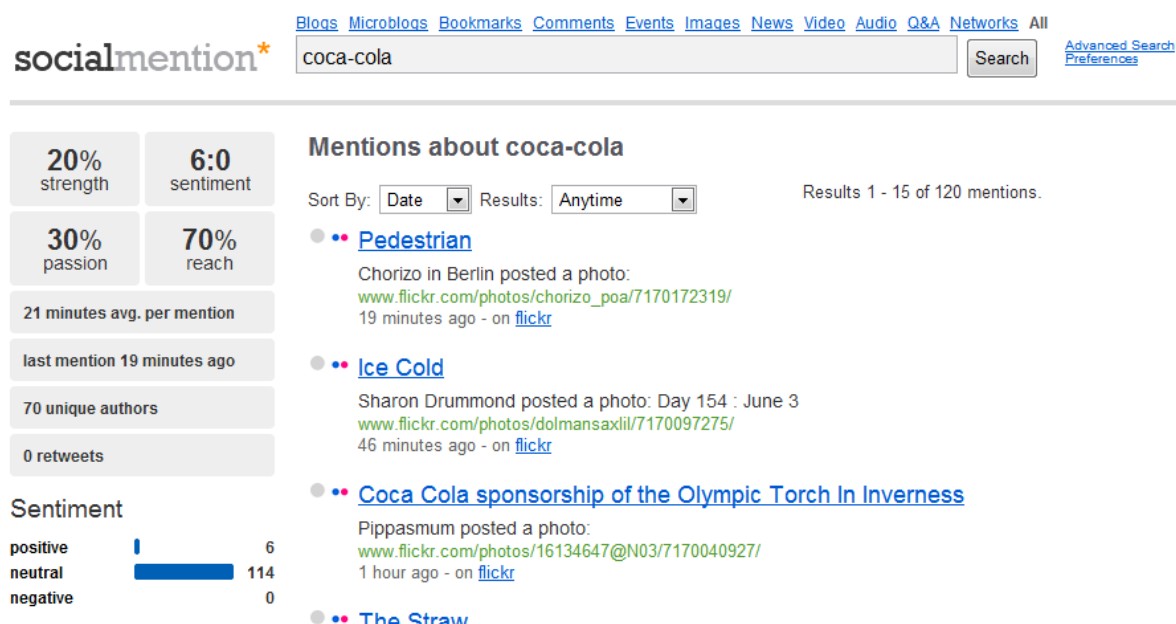 Blogs Microblogs Bookmarks Comments Events Images News Video Audio Q&A Networks All
socialmention*
coca-cola
Search
Advanced Search
Preferences
20%
strength
6:0
sentiment
30%
passion
70%
reach
21 minutes avg. per mention
last mention 19 minutes ago
70 unique authors
0 retweets
Sentiment
positive 6
neutral 114
negative 0
Mentions about coca-cola
Sort By: Date Results: Anytime
Results 1 - 15 of 120 mentions.
Pedestrian
Chorizo in Berlin posted a photo:
www.flickr.com/photos/chorizo_poa/7170172319/
19 minutes ago - on flickr
Ice Cold
Sharon Drummond posted a photo: Day 154 : June 3
www.flickr.com/photos/dolmansaxlil/7170097275/
46 minutes ago - on flickr
Coca Cola sponsorship of the Olympic Torch In Inverness
Pippasmum posted a photo:
www.flickr.com/photos/16134647@N03/7170040927/
1 hour ago - on flickr
The Straw